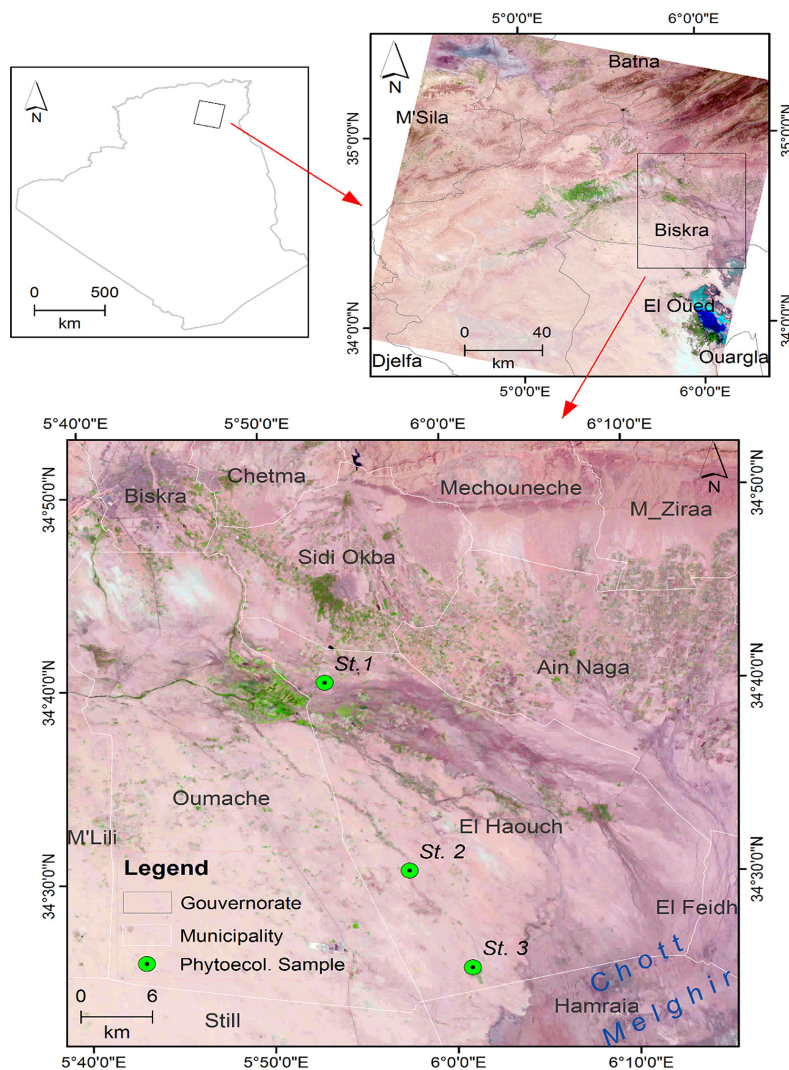 N
0 500
km
5°0'0"E 6°0'0"E
35°0'0"N
34°0'0"N
N
Batna
M'Sila
Biskra
El Oued
Ouargla
Djelfa
0 40
km
35°0'0"N
34°0'0"N
5°0'0"E 6°0'0"E
5°40'0"E 5°50'0"E 6°0'0"E 6°10'0"E
34°50'0"N
34°40'0"N
34°30'0"N
N
Biskra
Chetma
Mechouneche
M_Ziraa
Sidi Okba
Ain Naga
St.1
Oumache
El Haouch
M'Lili
St. 2
El Feidh
St. 3
Chott
Melghir
Hamraia
Still
Legend
Gouvernorate
Municipality
Phytoecol. Sample
0 6
km
34°50'0"N
34°40'0"N
34°30'0"N
5°40'0"E 5°50'0"E 6°0'0"E 6°10'0"E